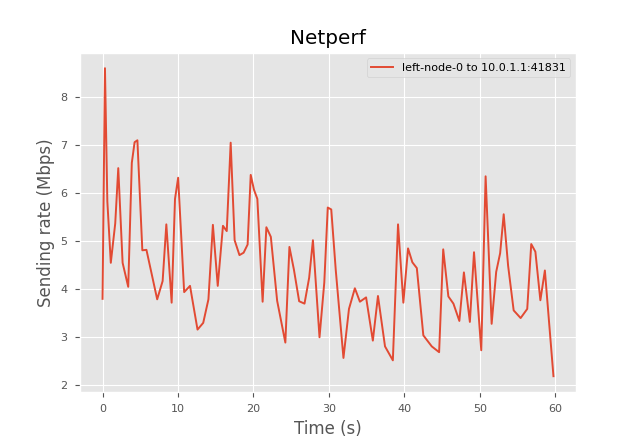 Netperf
left-node-0 to 10.0.1.1:41831
Sending rate (Mbps)
8
7
6
5
4
3
2
0 10 20 30 40 50 60
Time (s)